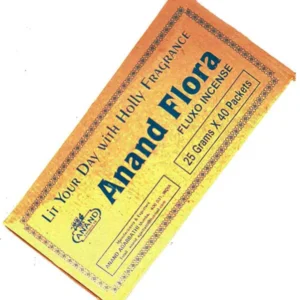 LIT YOUR DAY WITH HOLLY FRAGRANCE
Anand Flora
FLUXO INCENSE
25 Grams X 40 Packets
ANAND